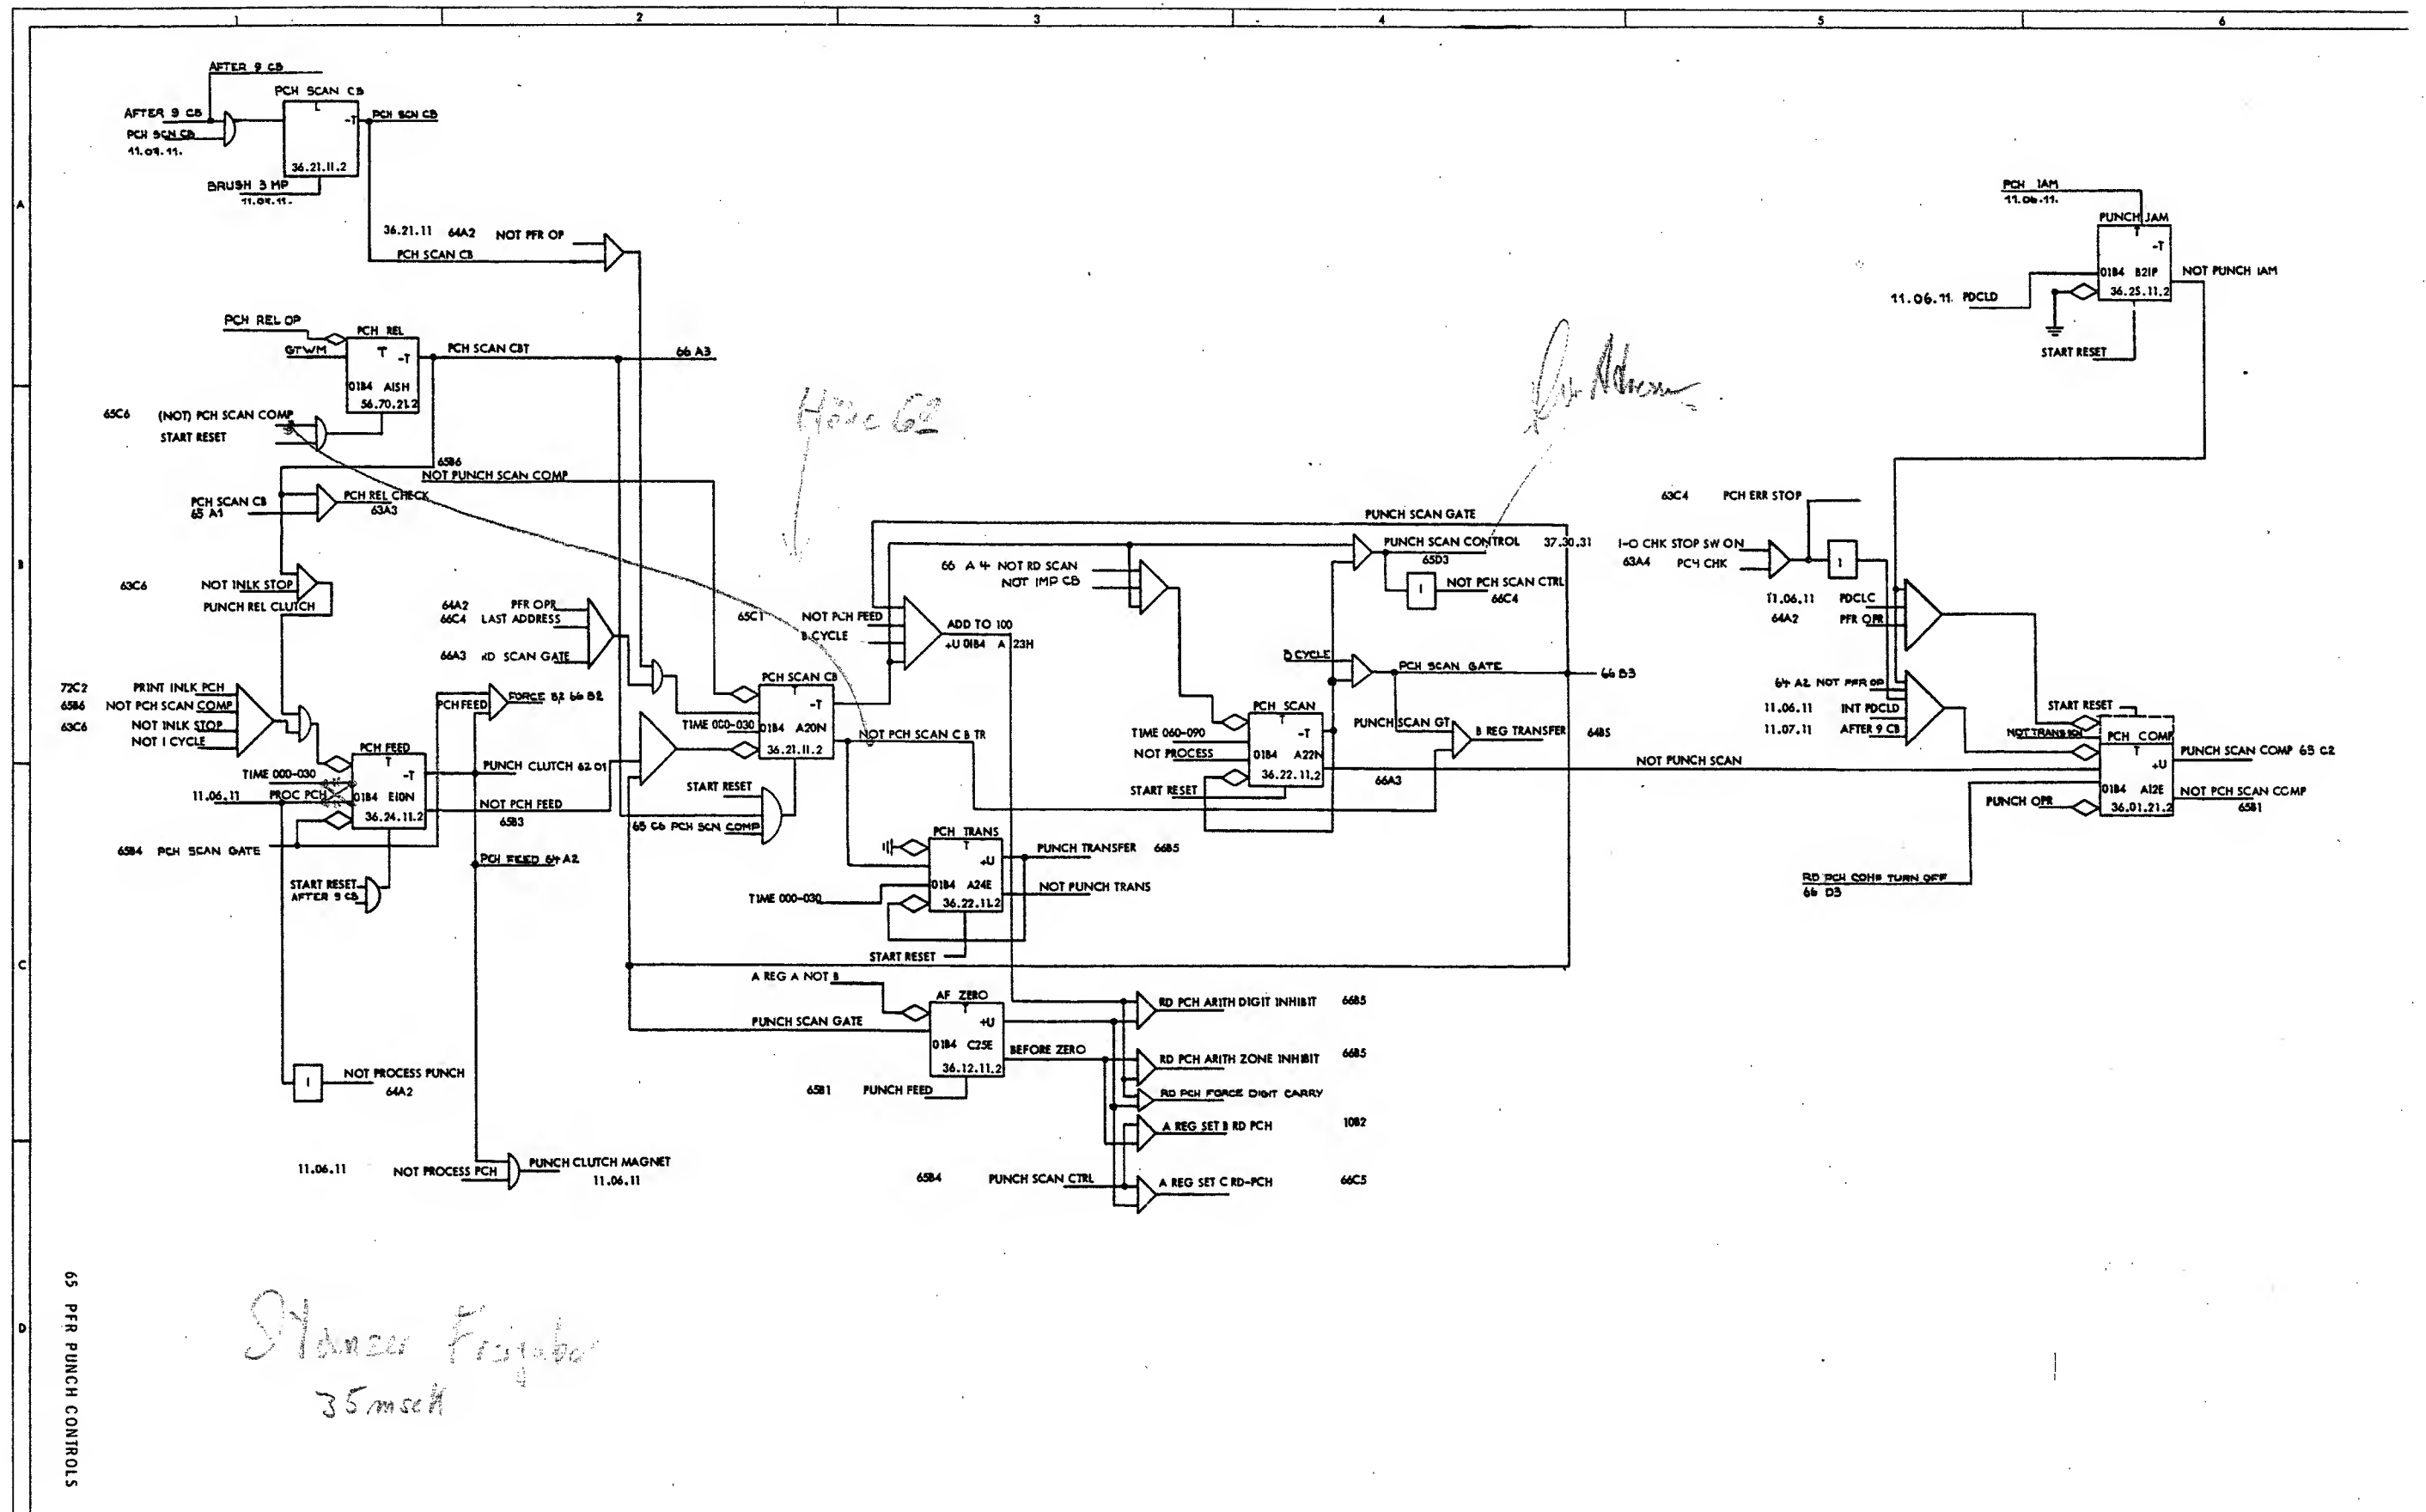 1 2 3 4 5 6
A
B
C
D
AFTER 9 CB
PCH SCAN CB
L
AFTER 9 CB
PCH SCN CB
11.07.11.
-T
PCH SCN CB
36.21.11.2
BRUSH 3 MP
11.07.11.
36.21.11 64A2 NOT PFR OP
PCH SCAN CB
PCH REL OP
PCH REL
GTWM
T -T
PCH SCAN CBT
66 A3
01B4 A15H
56.70.21.2
65C6 (NOT) PCH SCAN COMP
START RESET
65B6
NOT PUNCH SCAN COMP
PCH SCAN CB
65 A1
PCH REL CHECK
63A3
63C6 NOT INLK STOP
PUNCH REL CLUTCH
64A2 PFR OPR
66C4 LAST ADDRESS
66A3 RD SCAN GATE
72C2 PRINT INLK PCH
65B6 NOT PCH SCAN COMP
63C6 NOT INLK STOP
NOT I CYCLE
PCH FEED
FORCE B2 66 B2
PCH FEED
T
-T
TIME 000-030
11.06.11 PROC PCH
01B4 E10N
36.24.11.2
PUNCH CLUTCH 62 D1
NOT PCH FEED
65B3
65B4 PCH SCAN GATE
PCH FEED 64 A2
START RESET
AFTER 9 CB
I
NOT PROCESS PUNCH
64A2
11.06.11 NOT PROCESS PCH
PUNCH CLUTCH MAGNET
11.06.11
PCH SCAN CB
T
-T
TIME 000-030
01B4 A20N
36.21.11.2
NOT PCH SCAN C B TR
START RESET
65 C6 PCH SCN COMP
65C1 NOT PCH FEED
B CYCLE
ADD TO 100
+U 01B4 A 23H
PCH TRANS
T
+U
01B4 A24E
36.22.11.2
PUNCH TRANSFER 66B5
NOT PUNCH TRANS
TIME 000-030
START RESET
A REG A NOT B
AF ZERO
T
+U
PUNCH SCAN GATE
01B4 C25E
36.12.11.2
BEFORE ZERO
65B1 PUNCH FEED
RD PCH ARITH DIGIT INHIBIT 66B5
RD PCH ARITH ZONE INHIBIT 66B5
RD PCH FORCE DIGIT CARRY
A REG SET B RD PCH 10B2
65B4 PUNCH SCAN CTRL
A REG SET C RD-PCH 66C5
PUNCH SCAN GATE
66 A 4 NOT RD SCAN
NOT IMP CB
PUNCH SCAN CONTROL 37.30.31
65D3
I
NOT PCH SCAN CTRL
66C4
B CYCLE
PCH SCAN GATE
66 B3
PCH SCAN
T
-T
TIME 060-090
NOT PROCESS
01B4 A22N
36.22.11.2
START RESET
PUNCH SCAN GT
B REG TRANSFER 64B5
66A3
NOT PUNCH SCAN
PCH JAM
11.06.11.
PUNCH JAM
T
-T
01B4 B21P
36.25.11.2
NOT PUNCH JAM
11.06.11. PDCLD
START RESET
63C4 PCH ERR STOP
I-O CHK STOP SW ON
63A4 PCH CHK
I
11.06.11 PDCLC
64A2 PFR OPR
64 A2 NOT PFR OP
11.06.11 INT PDCLD
11.07.11 AFTER 9 CB
START RESET
PCH COMP
T
+U
01B4 A12E
36.01.21.2
PUNCH SCAN COMP 65 C2
NOT PCH SCAN COMP
65B1
PUNCH OPR
RD PCH COMP TURN OFF
66 D3
Stanzer Freigabe
35 msek
65 PFR PUNCH CONTROLS